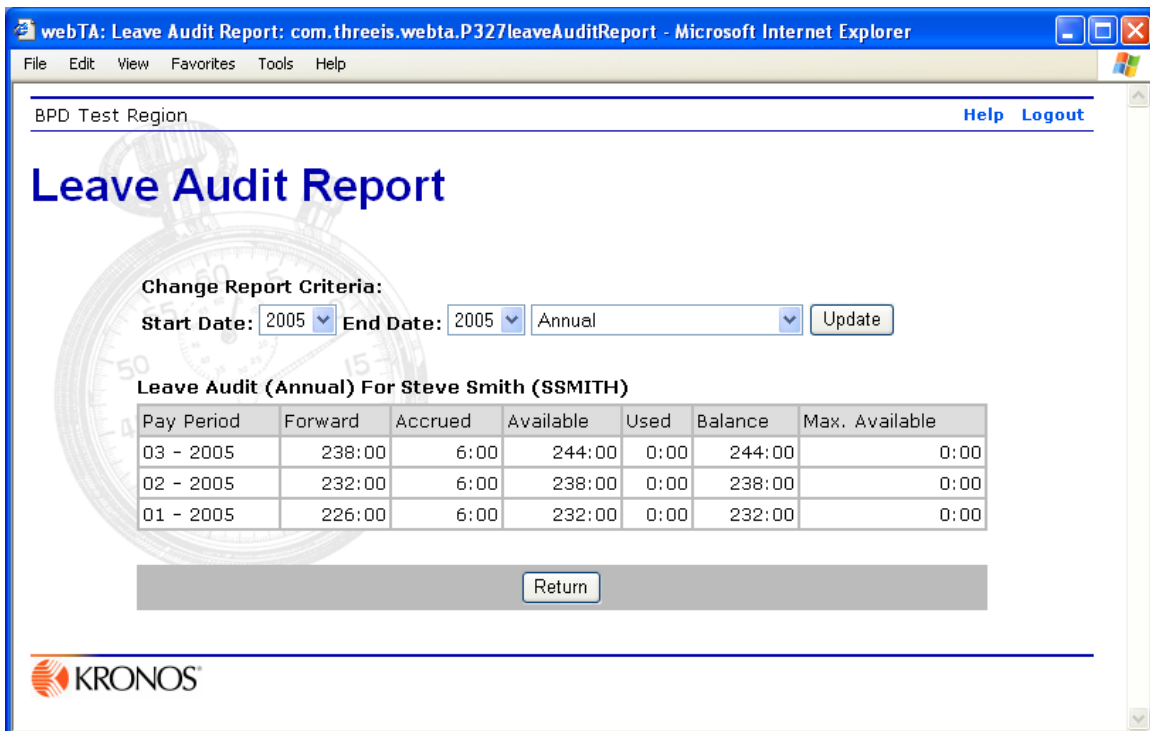 webTA: Leave Audit Report: com.threeis.webta.P327leaveAuditReport - Microsoft Internet Explorer
File Edit View Favorites Tools Help
BPD Test Region Help Logout
Leave Audit Report
Change Report Criteria:
Start Date: 2005 End Date: 2005 Annual Update
Leave Audit (Annual) For Steve Smith (SSMITH)
Pay Period Forward Accrued Available Used Balance Max. Available
03 - 2005 238:00 6:00 244:00 0:00 244:00 0:00
02 - 2005 232:00 6:00 238:00 0:00 238:00 0:00
01 - 2005 226:00 6:00 232:00 0:00 232:00 0:00
Return
KRONOS
60 5
55
50 15